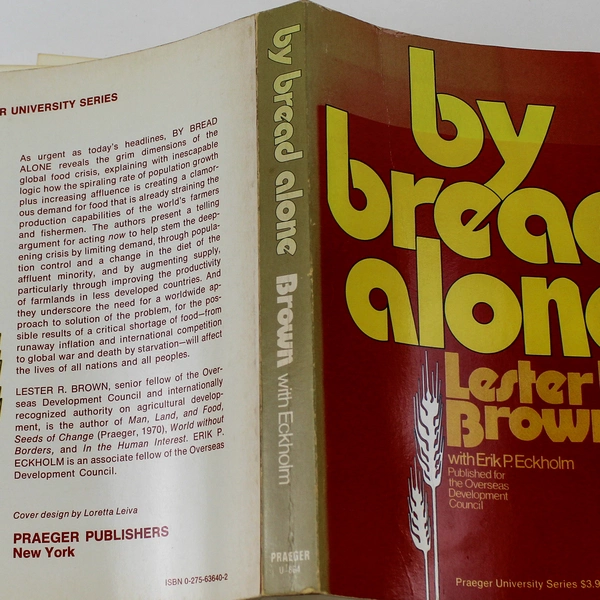 R UNIVERSITY SERIES
As urgent as today's headlines, BY BREAD
ALONE reveals the grim dimensions of the
global food crisis, explaining with inescapable
logic how the spiraling rate of population growth
plus increasing affluence is creating a clamor-
ous demand for food that is already straining the
production capabilities of the world's farmers
and fishermen. The authors present a telling
argument for acting now to help stem the deep-
ening crisis by limiting demand, through popula-
tion control and a change in the diet of the
affluent minority, and by augmenting supply,
particularly through improving the productivity
of farmlands in less developed countries. And
they underscore the need for a worldwide ap-
proach to solution of the problem, for the pos-
sible results of a critical shortage of food—from
runaway inflation and international competition
to global war and death by starvation—will affect
the lives of all nations and all peoples.
LESTER R. BROWN, senior fellow of the Over-
seas Development Council and internationally
recognized authority on agricultural develop-
ment, is the author of Man, Land, and Food,
Seeds of Change (Praeger, 1970), World without
Borders, and In the Human Interest. ERIK P.
ECKHOLM is an associate fellow of the Overseas
Development Council.
Cover design by Loretta Leiva
PRAEGER PUBLISHERS
New York
ISBN 0-275-63640-2
by bread alone Brown with Eckholm
PRAEGER
by
bread
alone
Lester
Brown
with Erik P. Eckholm
Published for
the Overseas
Development
Council
Praeger University Series $3.9